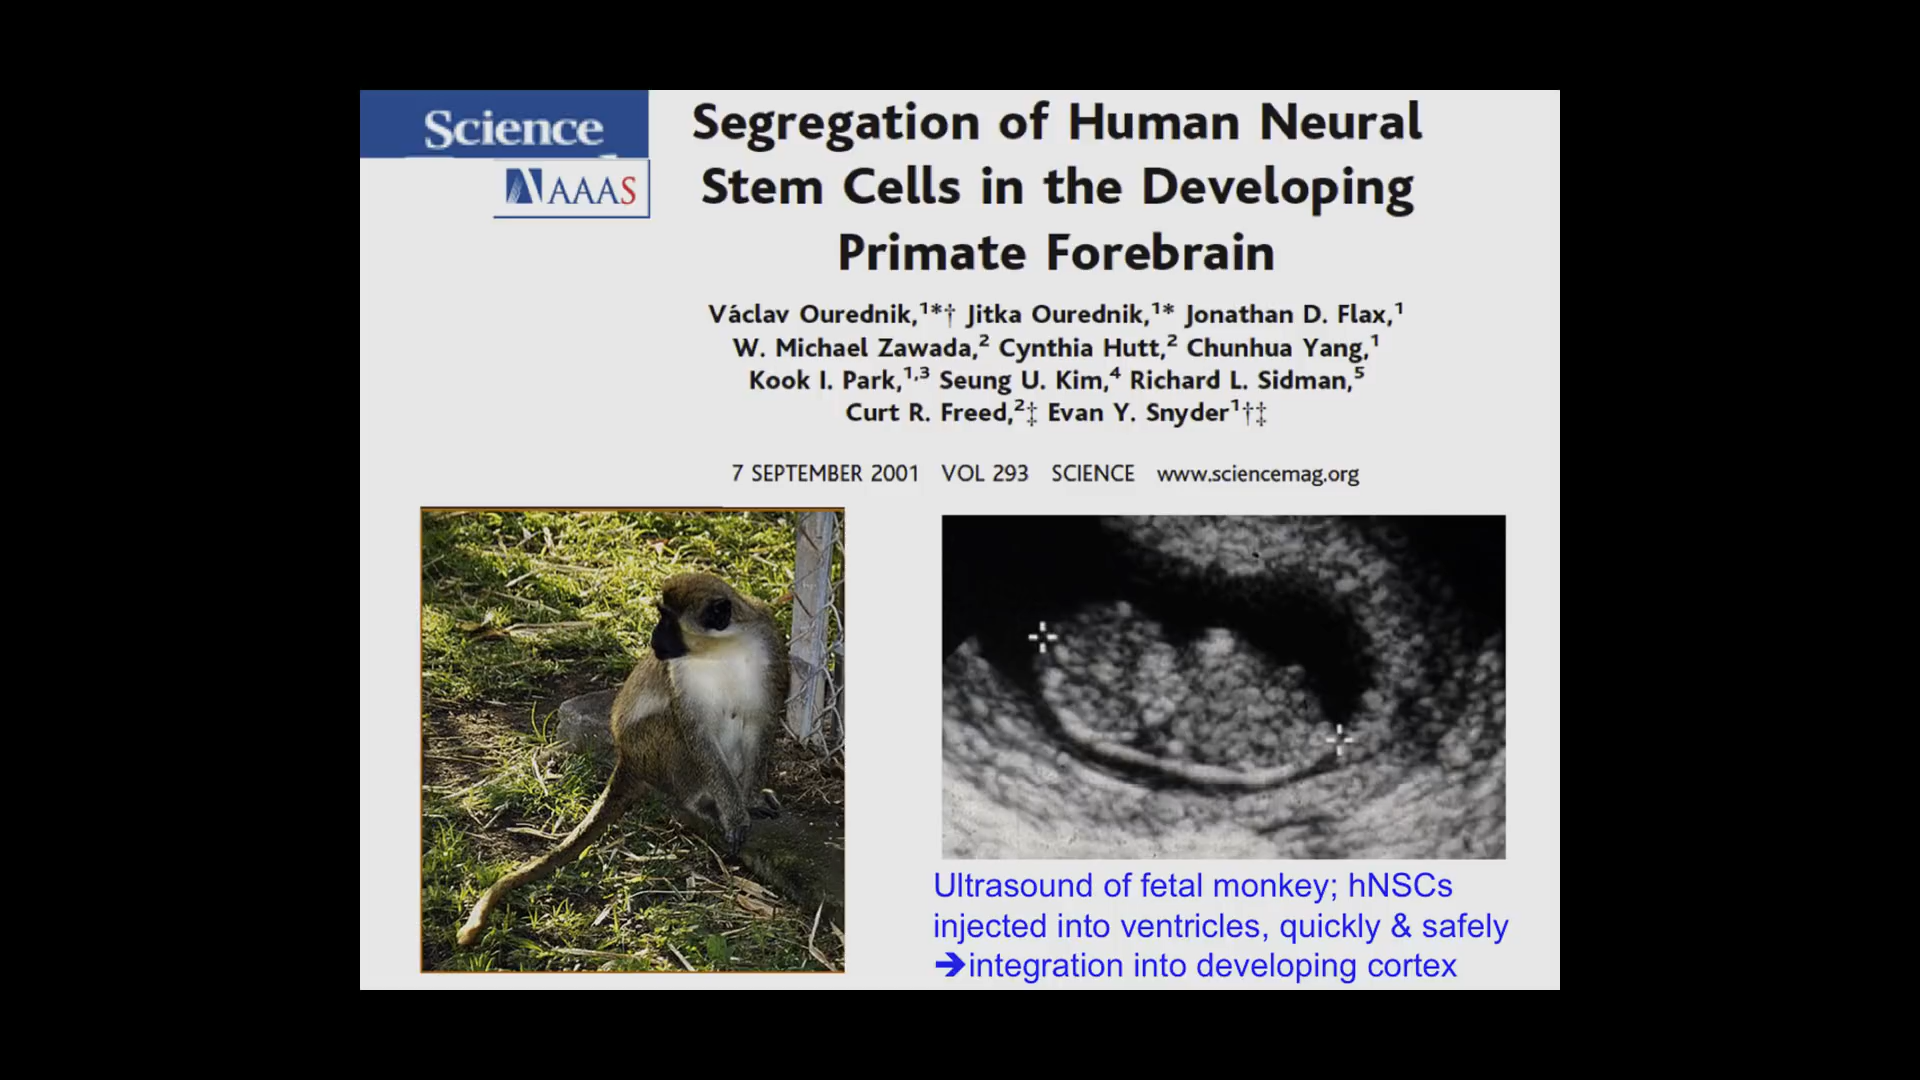 Science
AAAS
Segregation of Human Neural
Stem Cells in the Developing
Primate Forebrain
Václav Ourednik,¹*† Jitka Ourednik,¹* Jonathan D. Flax,¹
W. Michael Zawada,² Cynthia Hutt,² Chunhua Yang,¹
Kook I. Park,¹,³ Seung U. Kim,⁴ Richard L. Sidman,⁵
Curt R. Freed,²‡ Evan Y. Snyder¹†‡
7 SEPTEMBER 2001 VOL 293 SCIENCE www.sciencemag.org
Ultrasound of fetal monkey; hNSCs
injected into ventricles, quickly & safely
➔integration into developing cortex